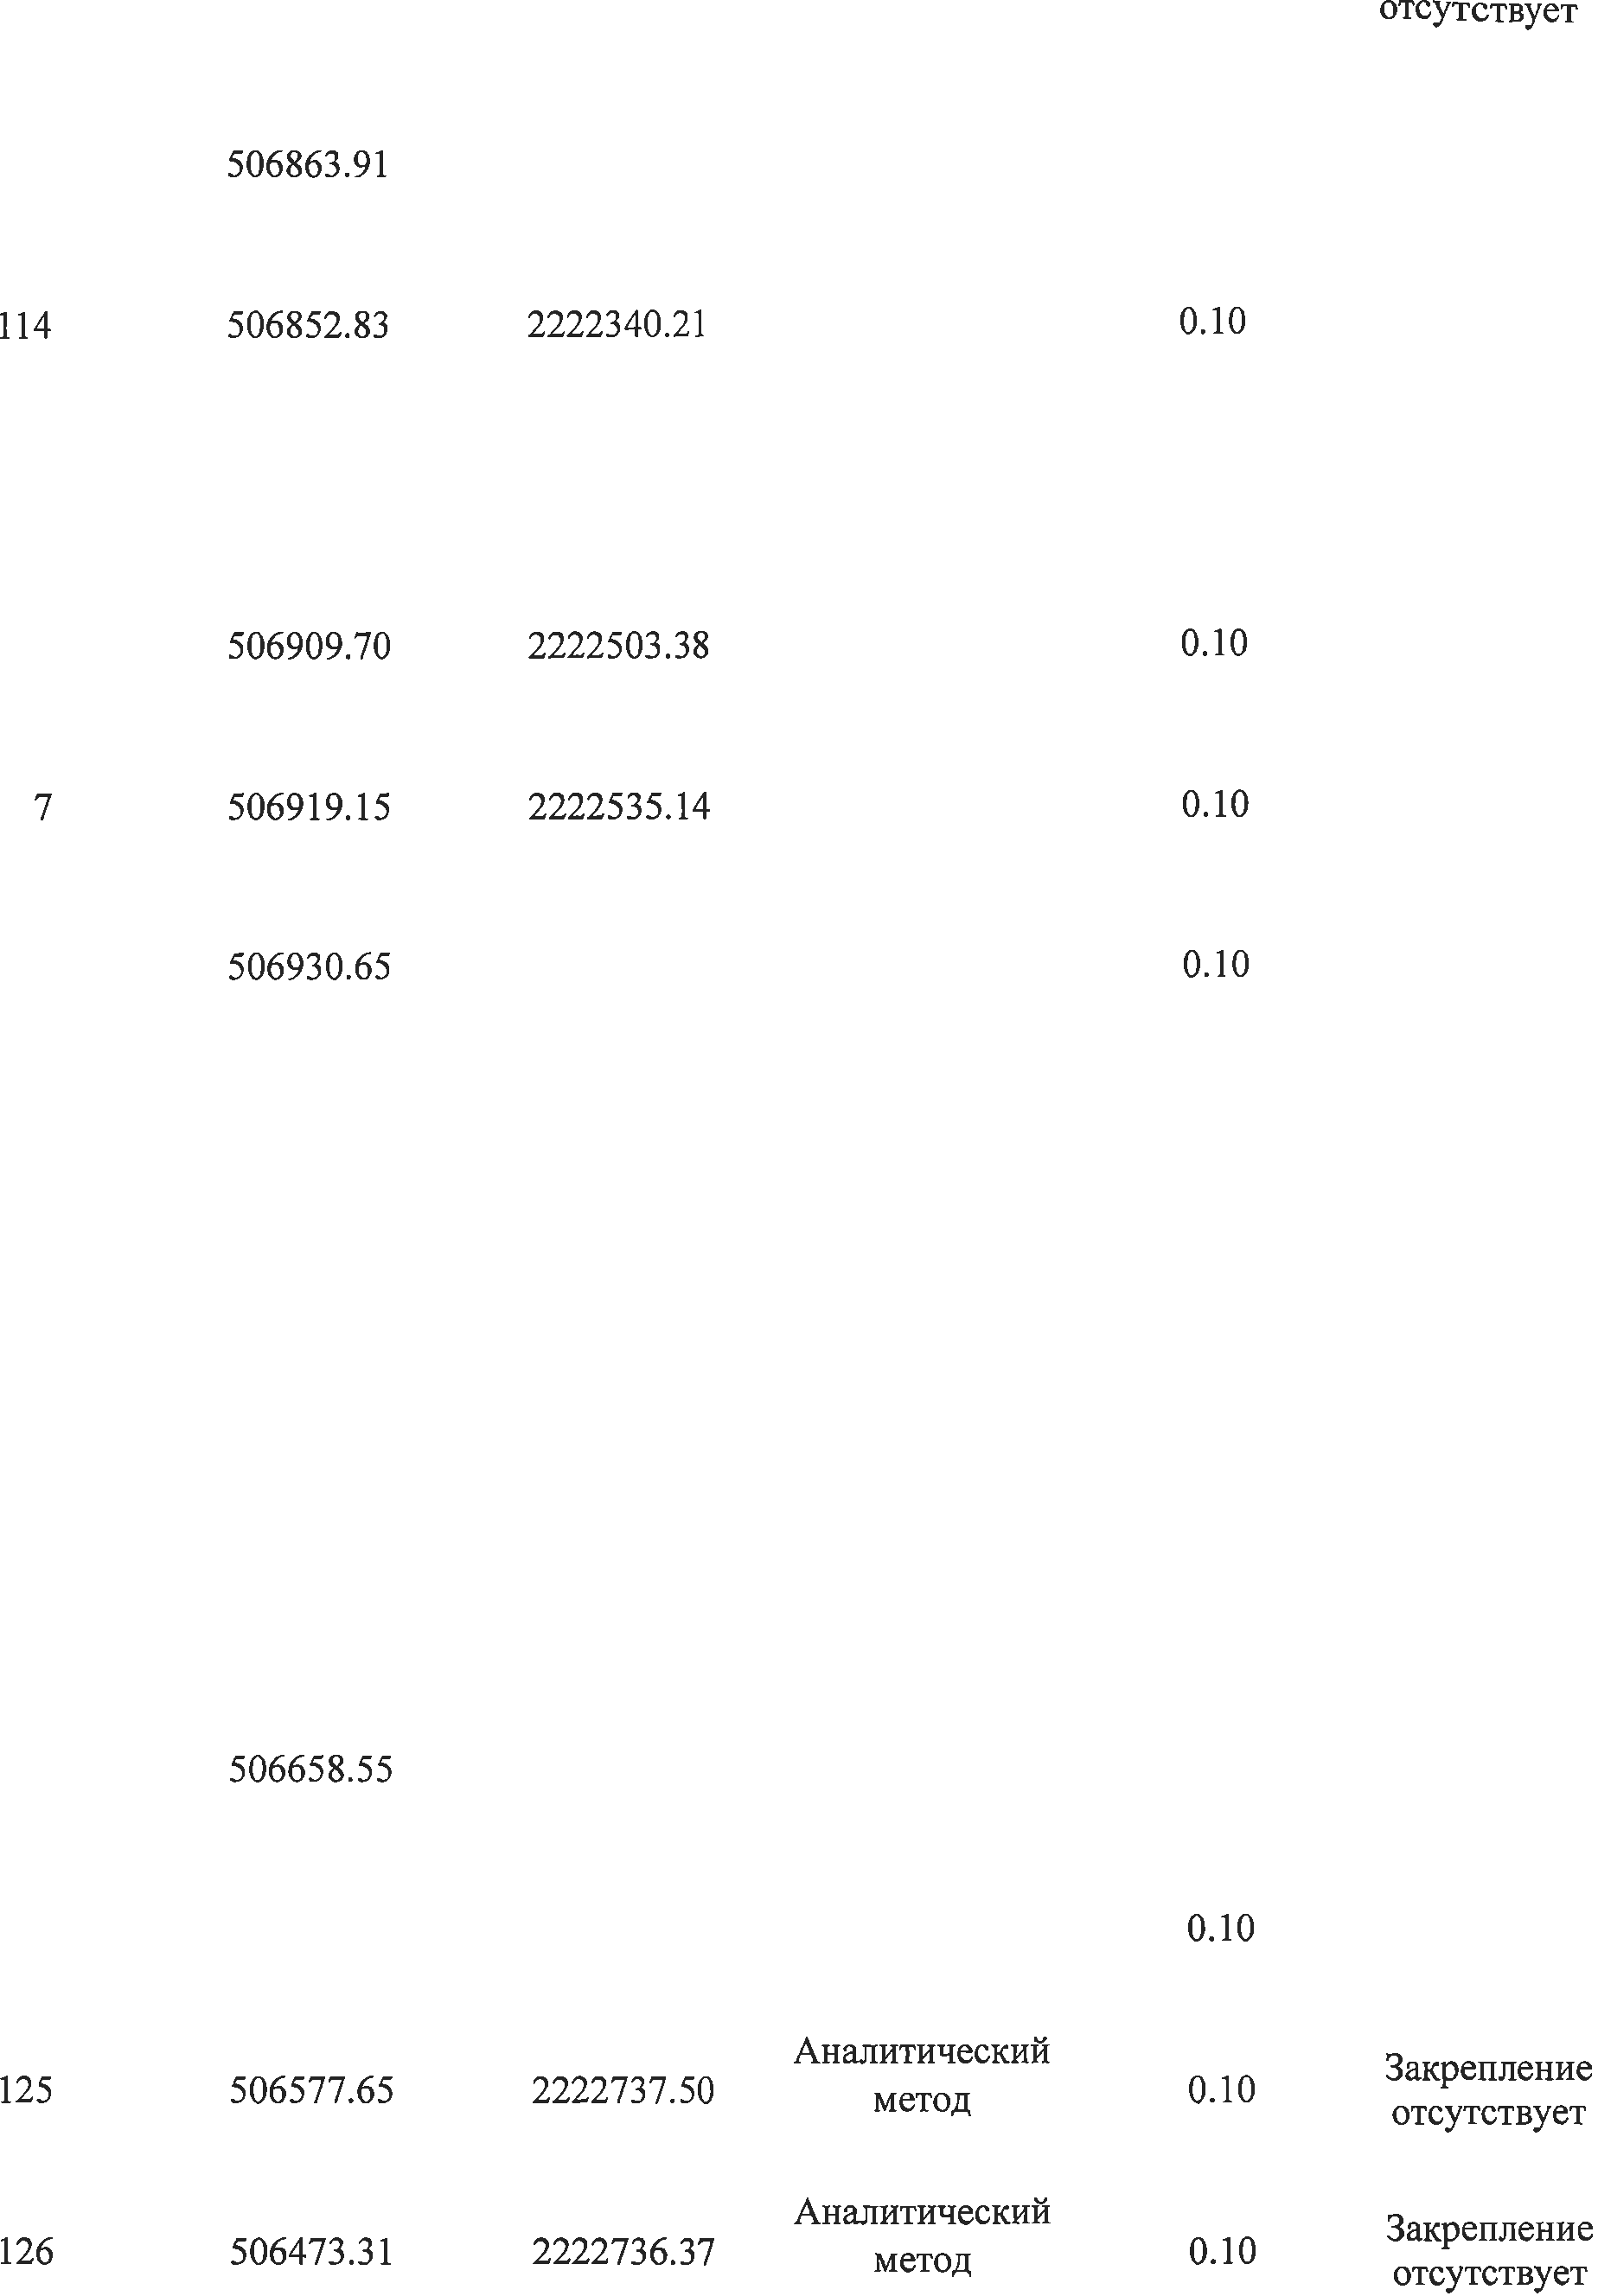 отсутствует
506863.91
114 506852.83 2222340.21 0.10
506909.70 2222503.38 0.10
7 506919.15 2222535.14 0.10
506930.65 0.10
506658.55
0.10
Аналитический
метод
125 506577.65 2222737.50 0.10
Закрепление
отсутствует
Аналитический
метод
126 506473.31 2222736.37 0.10
Закрепление
отсутствует